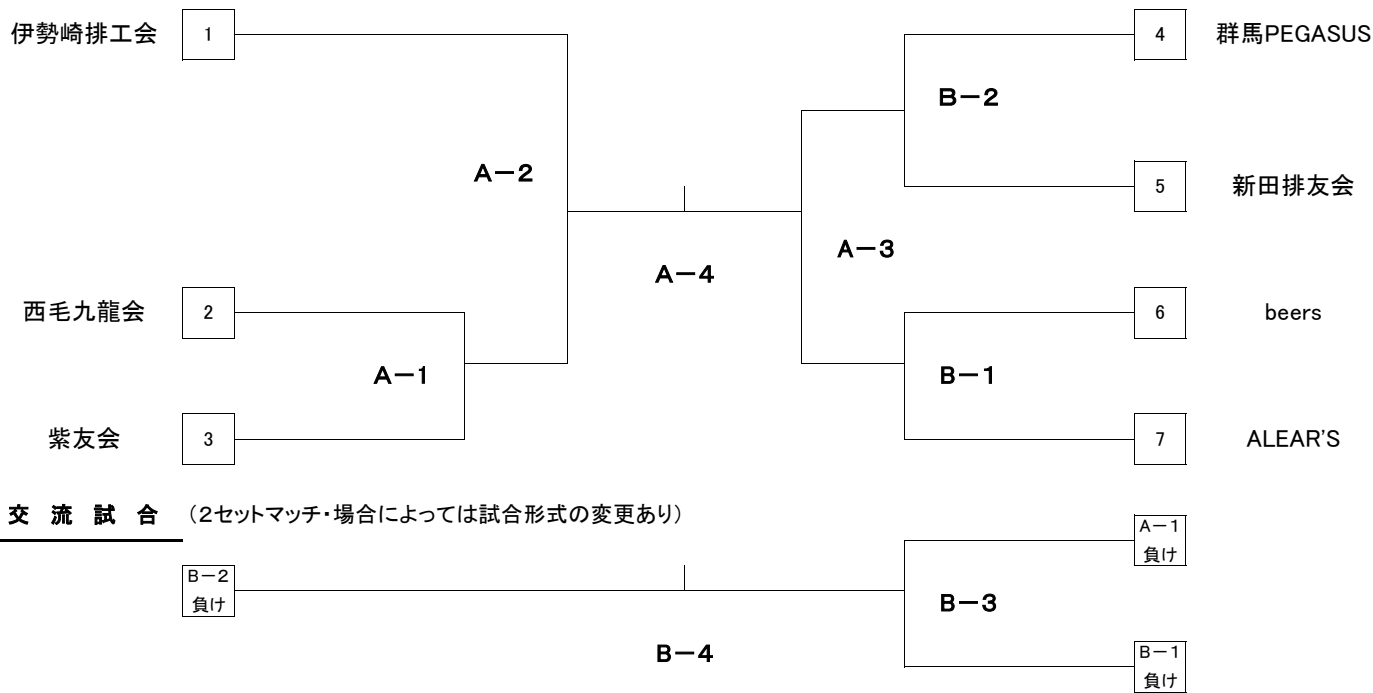 伊勢崎排工会 1 4 群馬PEGASUS
B－2
A－2
5 新田排友会
A－3
A－4
西毛九龍会 2 6 beers
A－1 B－1
紫友会 3 7 ALEAR'S
交 流 試 合 （2セットマッチ・場合によっては試合形式の変更あり）
A－1
負け
B－2
負け
B－3
B－4
B－1
負け